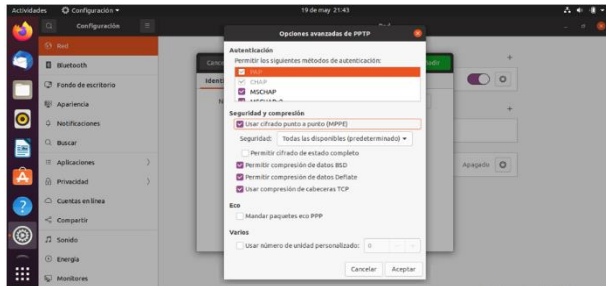 Actividades
Configuración
19 de may 21:43
Configuración
Red
Bluetooth
Fondo de escritorio
Apariencia
Notificaciones
Buscar
Aplicaciones
Privacidad
Cuentas en línea
Compartir
Sonido
Energía
Monitores
Apagado
Opciones avanzadas de PPTP
Autenticación
Permitir los siguientes métodos de autenticación:
PAP
CHAP
MSCHAP
Seguridad y compresión
Usar cifrado punto a punto (MPPE)
Seguridad: Todas las disponibles (predeterminado)
Permitir cifrado de estado completo
Permitir compresión de datos BSD
Permitir compresión de datos Deflate
Usar compresión de cabeceras TCP
Eco
Mandar paquetes eco PPP
Varios
Usar número de unidad personalizado: 0
Cancelar Aceptar